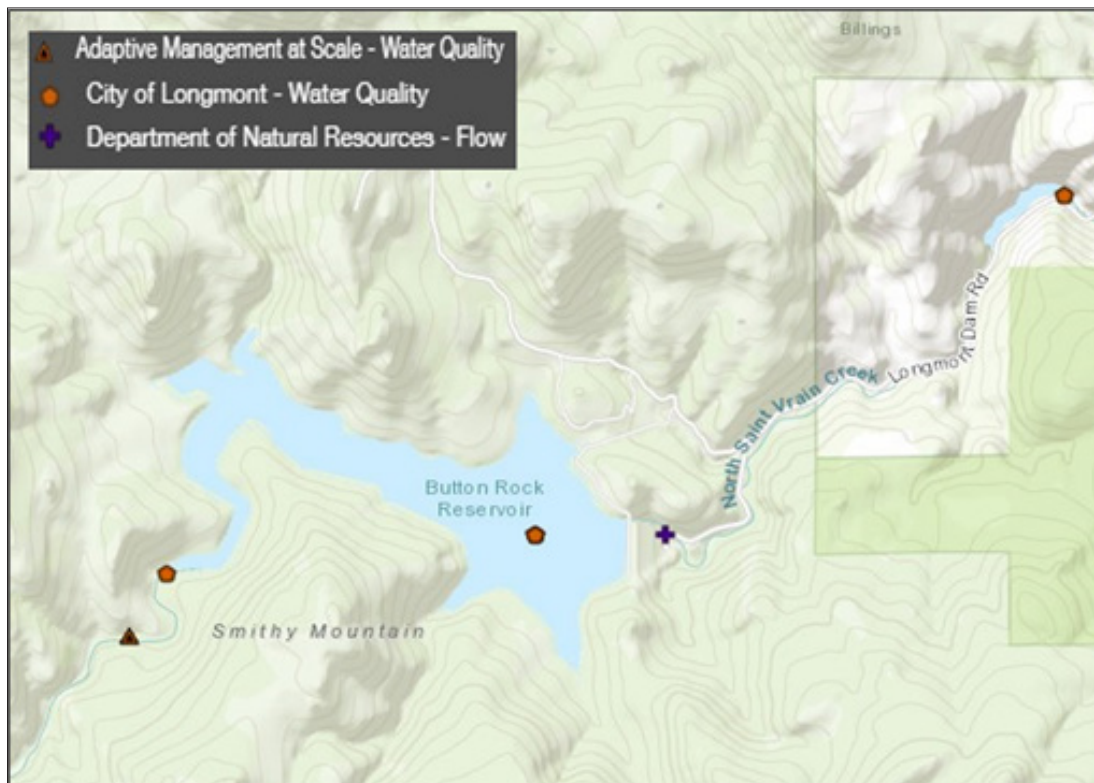 Billings
Adaptive Management at Scale - Water Quality
City of Longmont - Water Quality
Department of Natural Resources - Flow
Longmont Dam Rd
North Saint Vrain Creek
Button Rock
Reservoir
Smithy Mountain